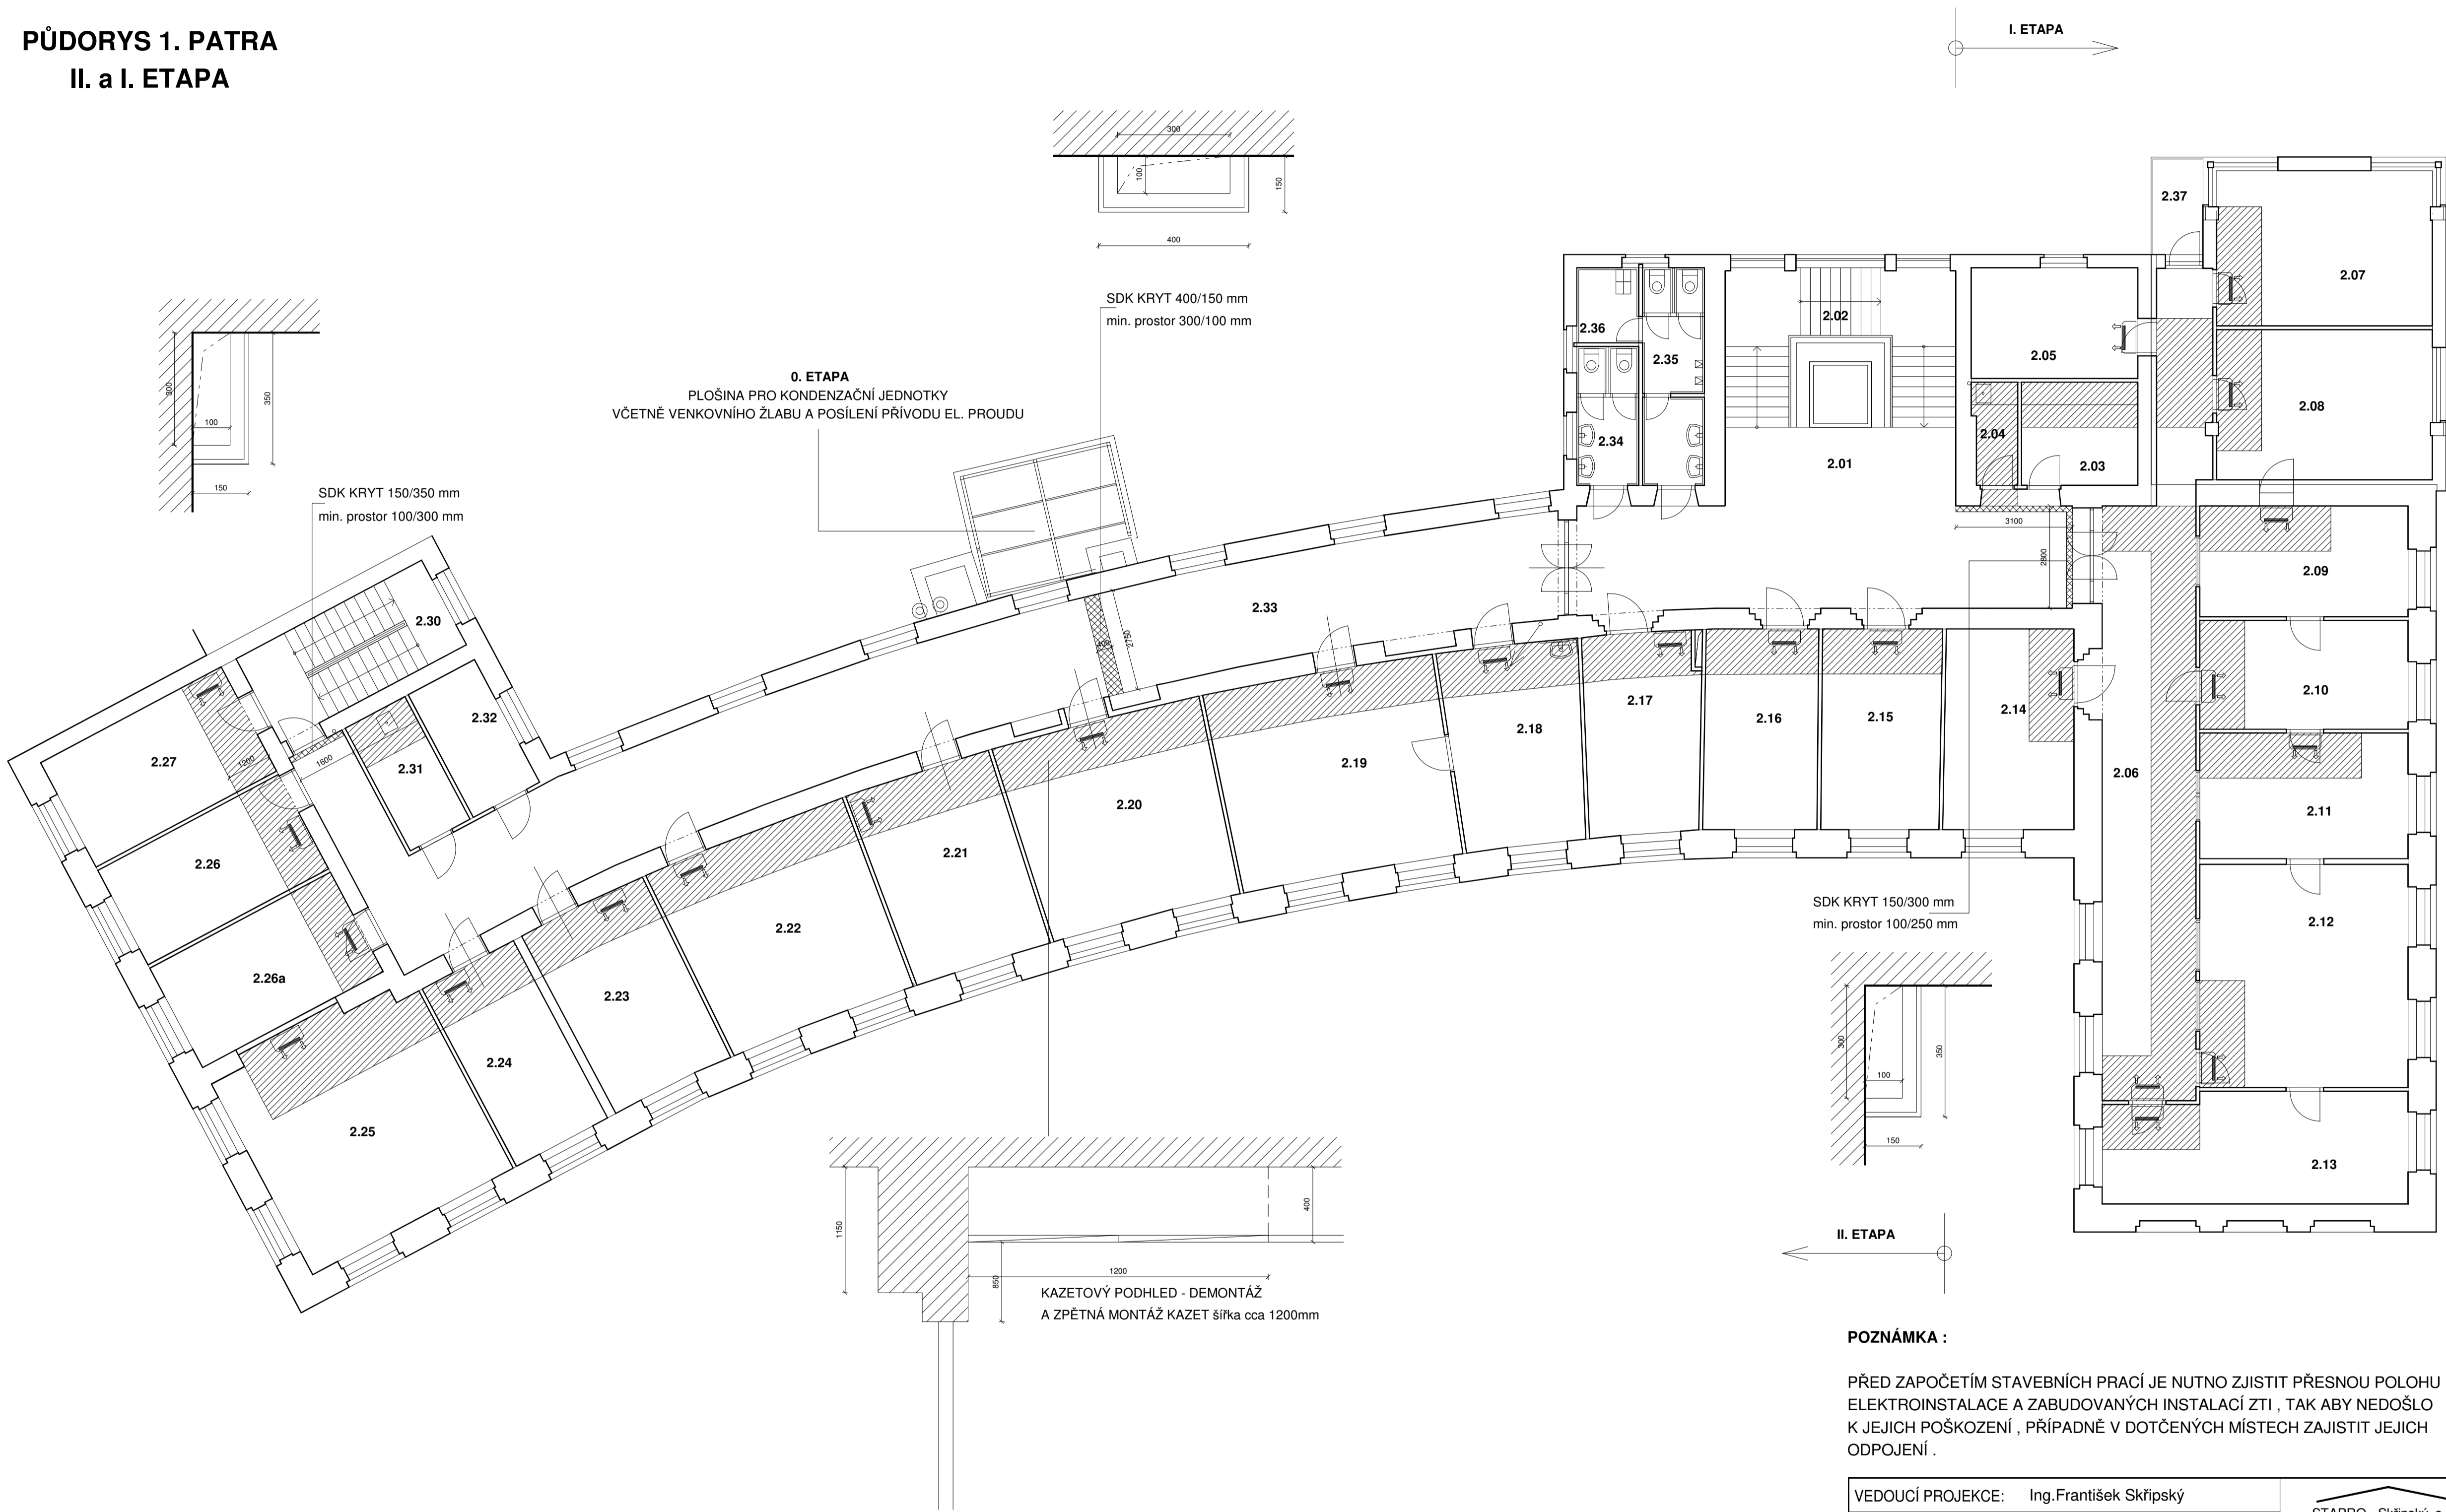 PŮDORYS 1. PATRA
II. a I. ETAPA
I. ETAPA
300
100
150
400
SDK KRYT 400/150 mm
min. prostor 300/100 mm
300
350
100
150
SDK KRYT 150/350 mm
min. prostor 100/300 mm
0. ETAPA
PLOŠINA PRO KONDENZAČNÍ JEDNOTKY
VČETNĚ VENKOVNÍHO ŽLABU A POSÍLENÍ PŘÍVODU EL. PROUDU
2.37
2.07
2.36
2.02
2.35
2.05
2.08
2.34
2.04
2.01
2.03
3100
2800
2.09
2.33
400
2750
2.30
2.10
2.32
2.17
2.14
2.16
2.15
2.18
2.27
1200
1600
2.31
2.19
2.06
2.20
2.11
2.21
2.26
2.22
2.12
SDK KRYT 150/300 mm
min. prostor 100/250 mm
2.26a
2.23
2.24
300
350
100
150
2.25
2.13
1150
400
850
1200
KAZETOVÝ PODHLED - DEMONTÁŽ
A ZPĚTNÁ MONTÁŽ KAZET šířka cca 1200mm
II. ETAPA
POZNÁMKA :
PŘED ZAPOČETÍM STAVEBNÍCH PRACÍ JE NUTNO ZJISTIT PŘESNOU POLOHU
ELEKTROINSTALACE A ZABUDOVANÝCH INSTALACÍ ZTI , TAK ABY NEDOŠLO
K JEJICH POŠKOZENÍ , PŘÍPADNĚ V DOTČENÝCH MÍSTECH ZAJISTIT JEJICH
ODPOJENÍ .
VEDOUCÍ PROJEKCE: Ing.František Skřipský